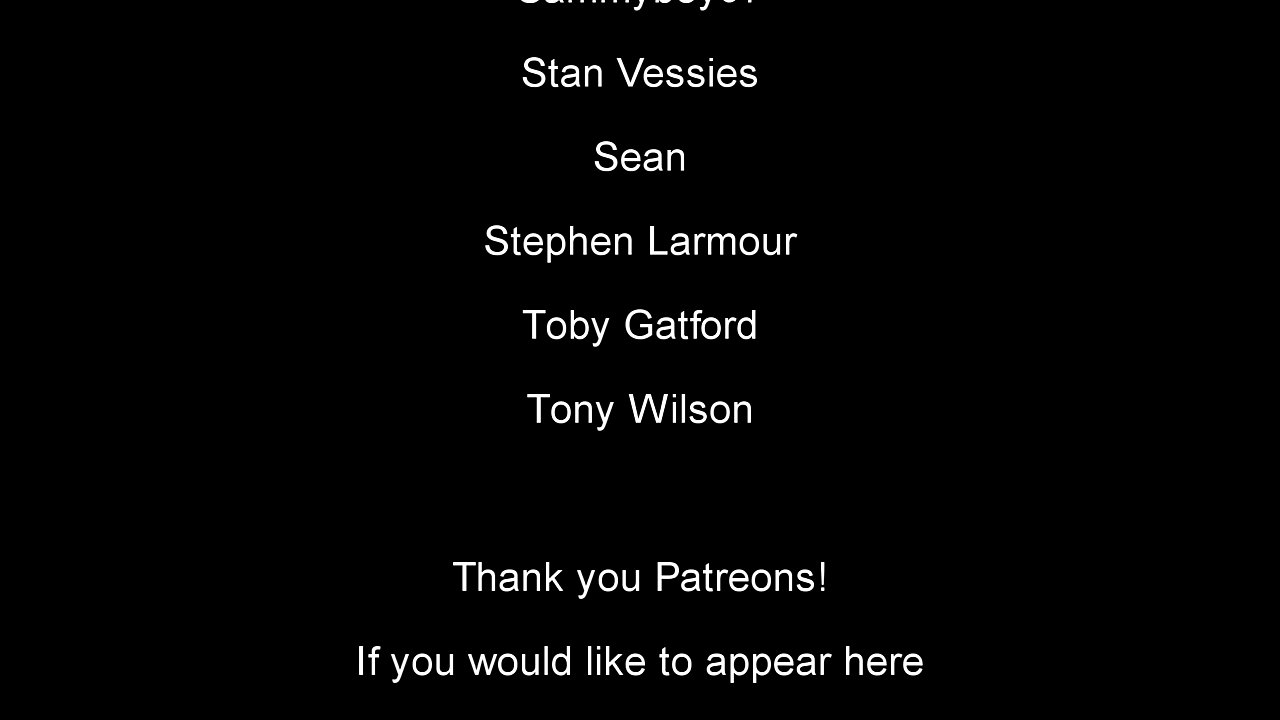 Stan Vessies
Sean
Stephen Larmour
Toby Gatford
Tony Wilson
Thank you Patreons!
If you would like to appear here